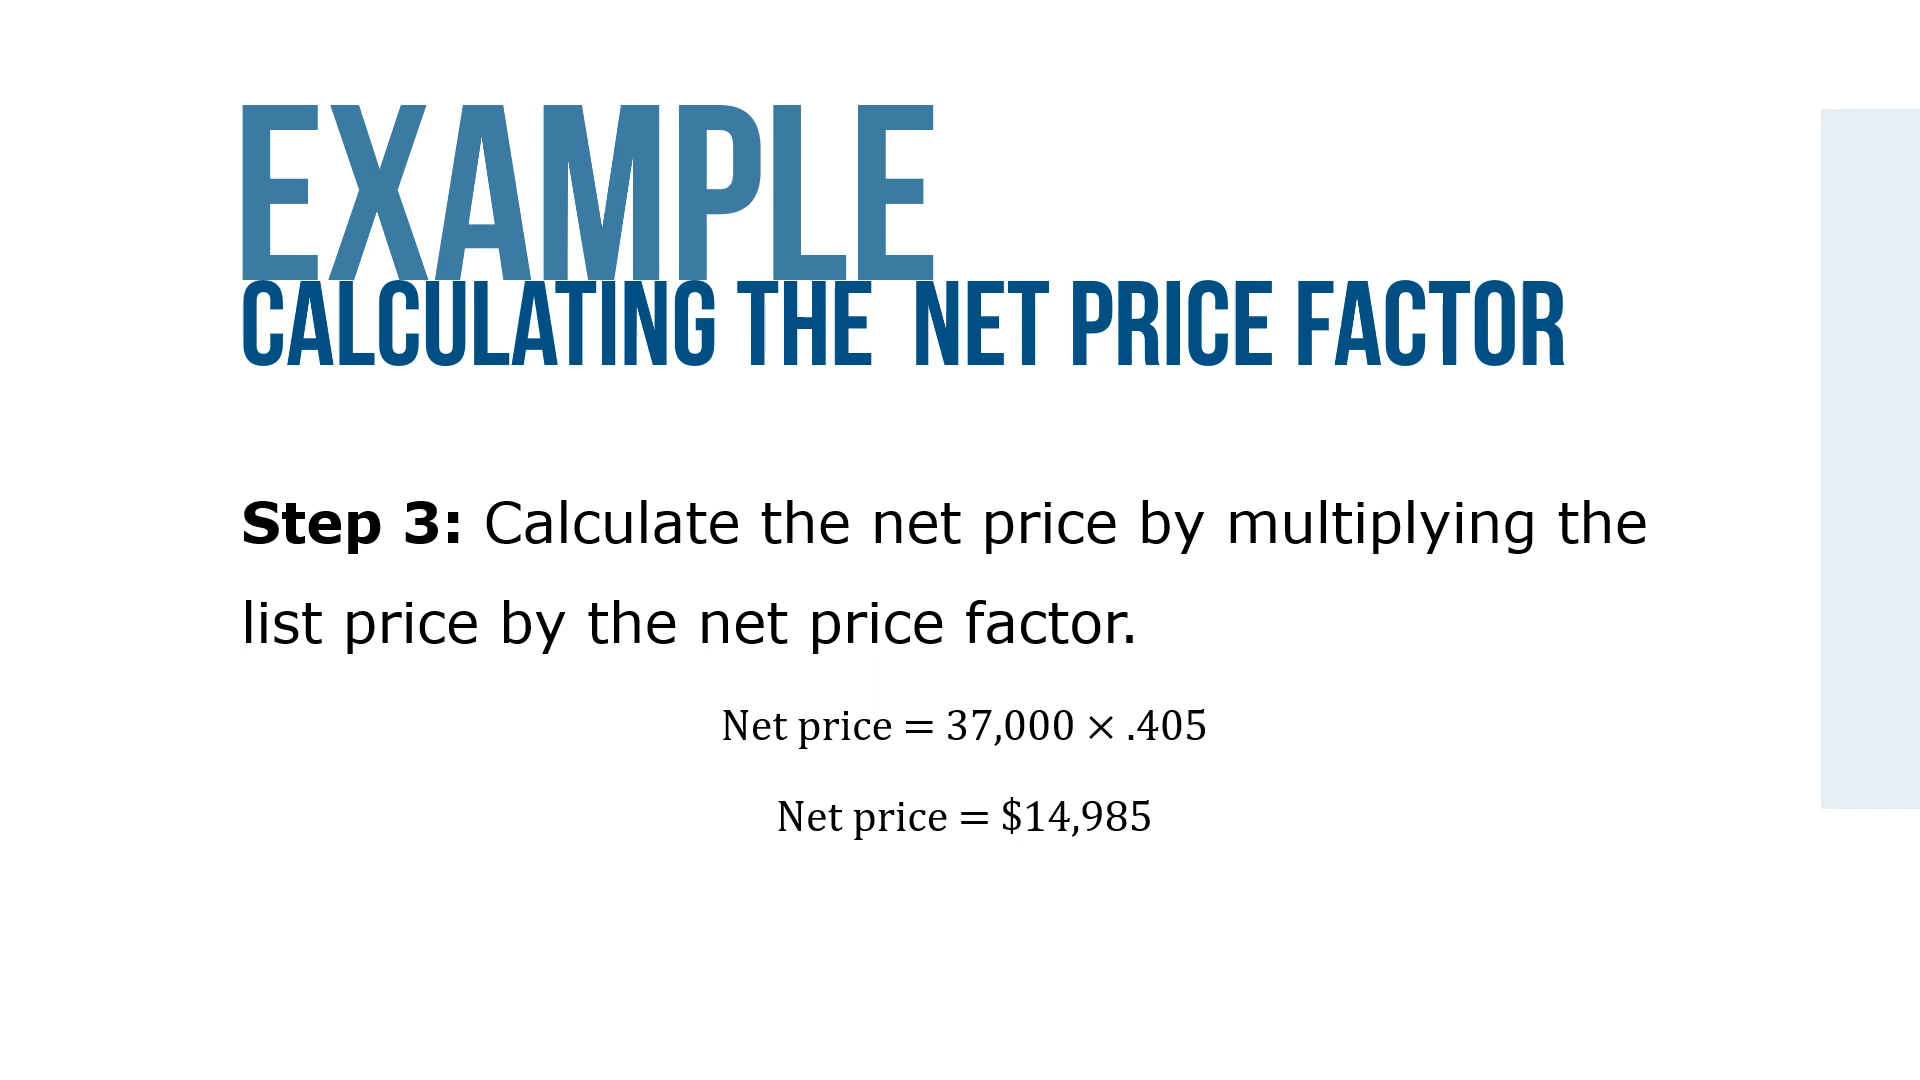 EXAMPLE
CALCULATING THE NET PRICE FACTOR
Step 3: Calculate the net price by multiplying the
list price by the net price factor.
Net price = 37,000 × .405
Net price = $14,985